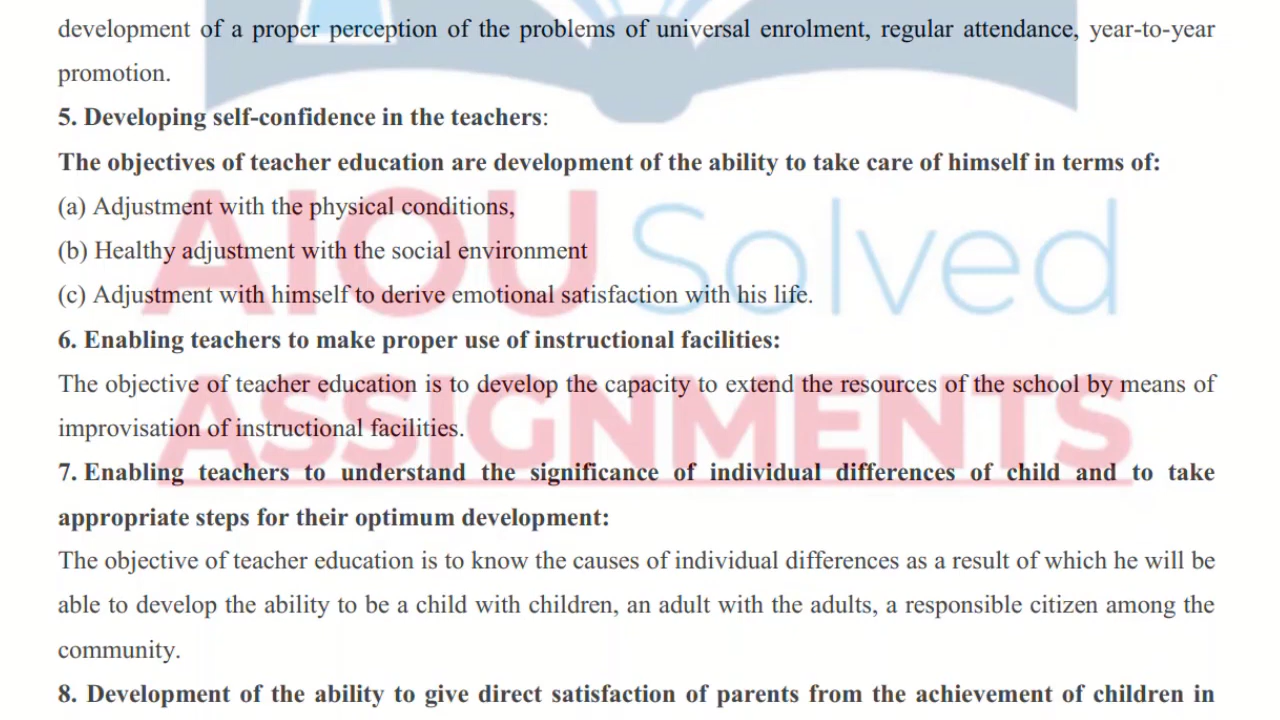 development of a proper perception of the problems of universal enrolment, regular attendance, year-to-year
promotion.
5. Developing self-confidence in the teachers:
The objectives of teacher education are development of the ability to take care of himself in terms of:
(a) Adjustment with the physical conditions,
(b) Healthy adjustment with the social environment
(c) Adjustment with himself to derive emotional satisfaction with his life.
6. Enabling teachers to make proper use of instructional facilities:
The objective of teacher education is to develop the capacity to extend the resources of the school by means of
improvisation of instructional facilities.
7. Enabling teachers to understand the significance of individual differences of child and to take
appropriate steps for their optimum development:
The objective of teacher education is to know the causes of individual differences as a result of which he will be
able to develop the ability to be a child with children, an adult with the adults, a responsible citizen among the
community.
8. Development of the ability to give direct satisfaction of parents from the achievement of children in
AIOU Solved
ASSIGNMENTS